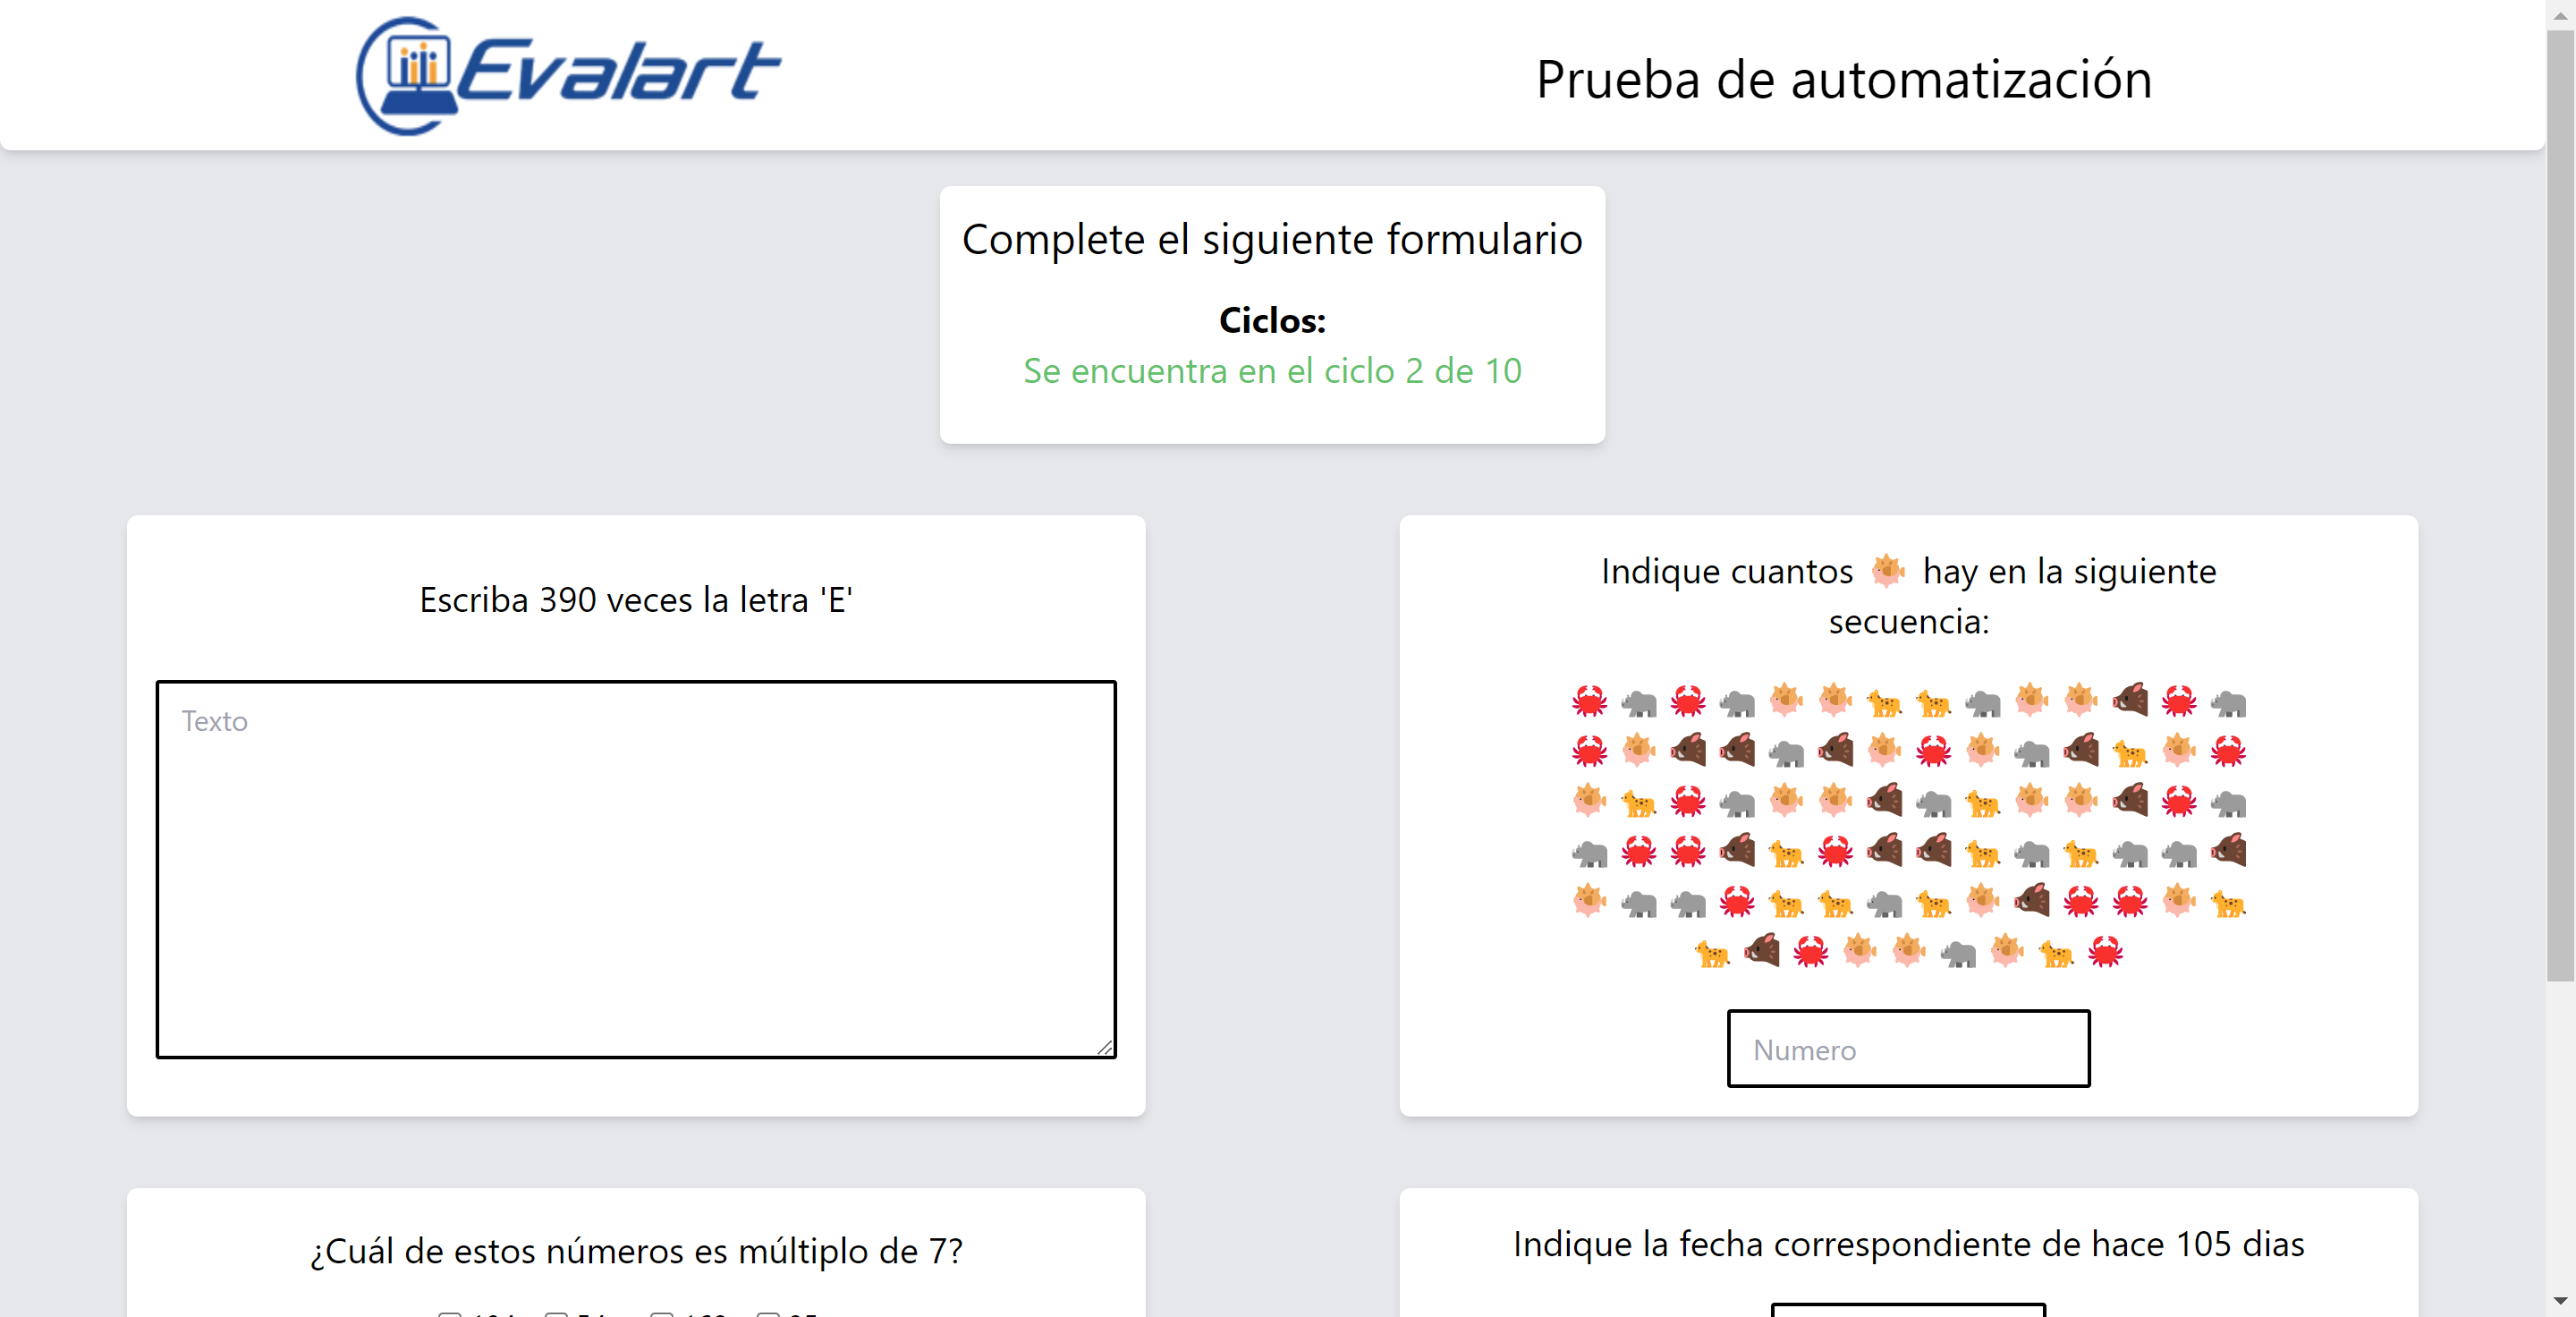 Evalart
Prueba de automatización
Complete el siguiente formulario
Ciclos:
Se encuentra en el ciclo 2 de 10
Escriba 390 veces la letra 'E'
Texto
Indique cuantos 🐡 hay en la siguiente
secuencia:
🦀 🦏 🦀 🦏 🐡 🐡 🐆 🐆 🦏 🐡 🐡 🐗 🦀 🦏
🦀 🐡 🐗 🐗 🦏 🐗 🐡 🦀 🐡 🦏 🐗 🐆 🐡 🦀
🐡 🐆 🦀 🦏 🐡 🐡 🐗 🦏 🐆 🐡 🐡 🐗 🦀 🦏
🦏 🦀 🦀 🐗 🐆 🦀 🐗 🐗 🐆 🦏 🐆 🦏 🦏 🐗
🐡 🦏 🦏 🦀 🐆 🐆 🦏 🐆 🐡 🐗 🦀 🦀 🐡 🐆
🐆 🐗 🦀 🐡 🐡 🦏 🐡 🐆 🦀
Numero
¿Cuál de estos números es múltiplo de 7?
Indique la fecha correspondiente de hace 105 dias